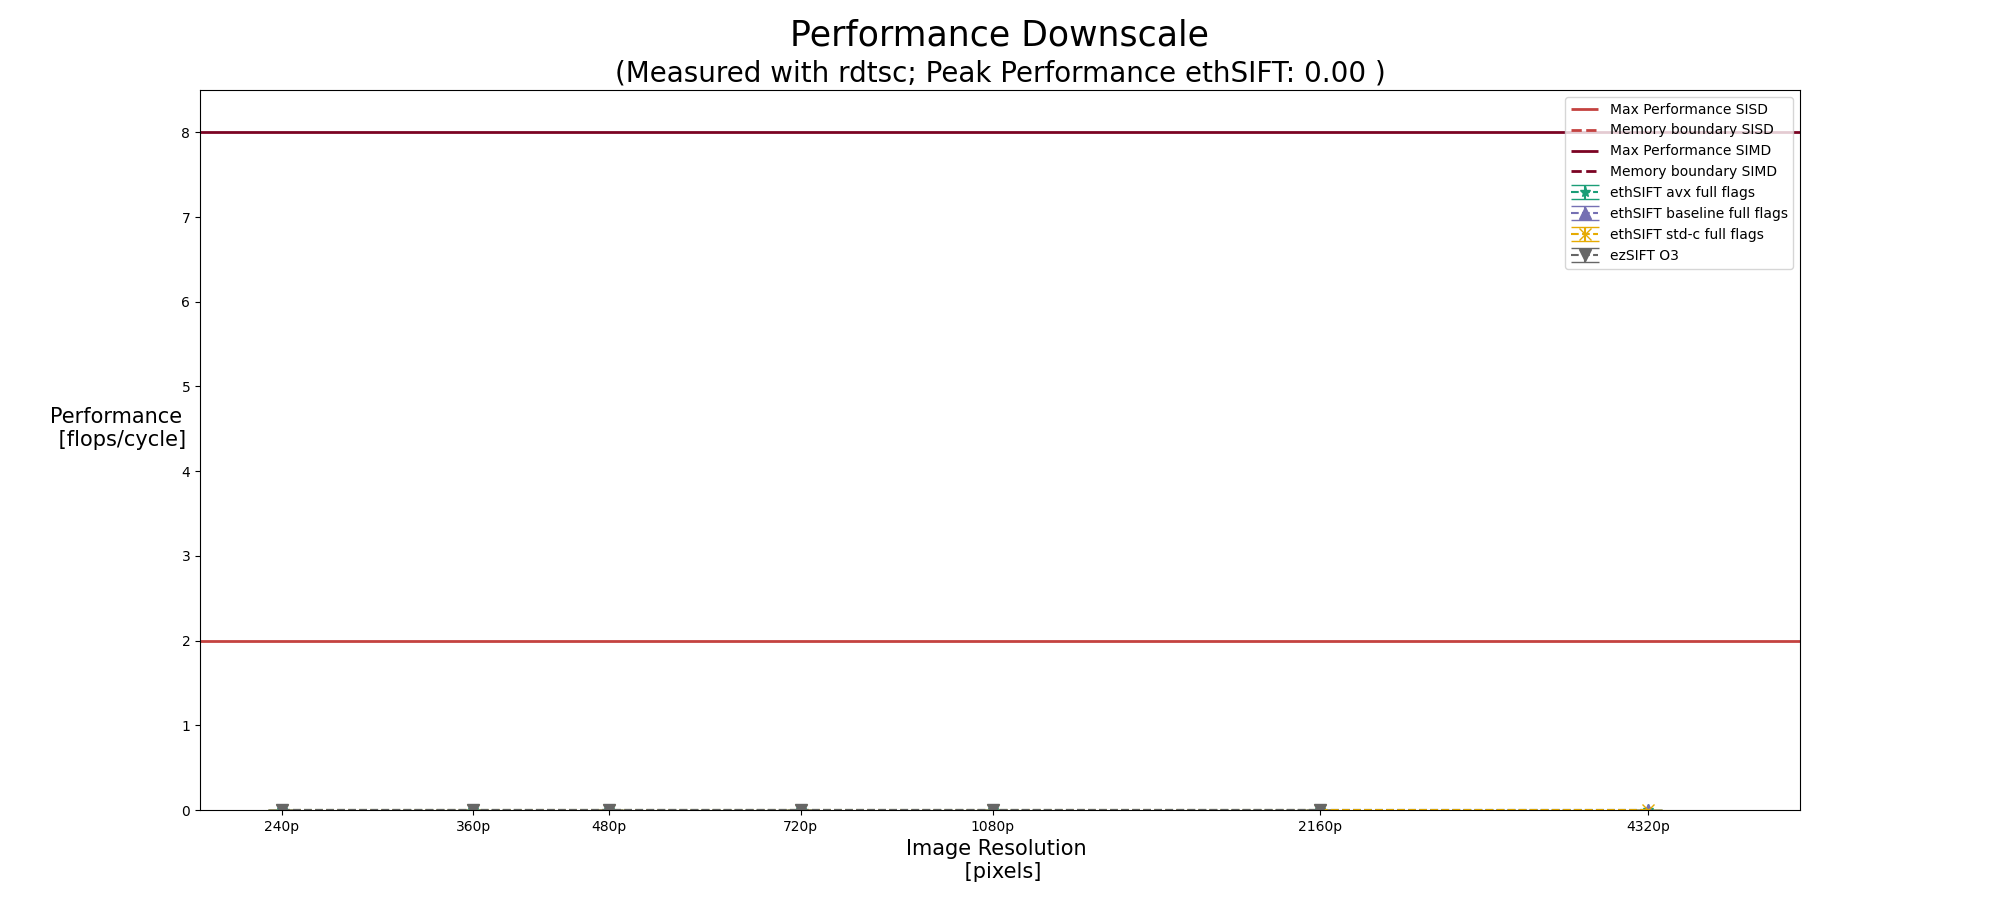 Performance Downscale
(Measured with rdtsc; Peak Performance ethSIFT: 0.00 )
Max Performance SISD
Memory boundary SISD
Max Performance SIMD
Memory boundary SIMD
ethSIFT avx full flags
ethSIFT baseline full flags
ethSIFT std-c full flags
ezSIFT O3
8
7
6
5
4
3
2
1
0
Performance
[flops/cycle]
240p 360p 480p 720p 1080p 2160p 4320p
Image Resolution
[pixels]